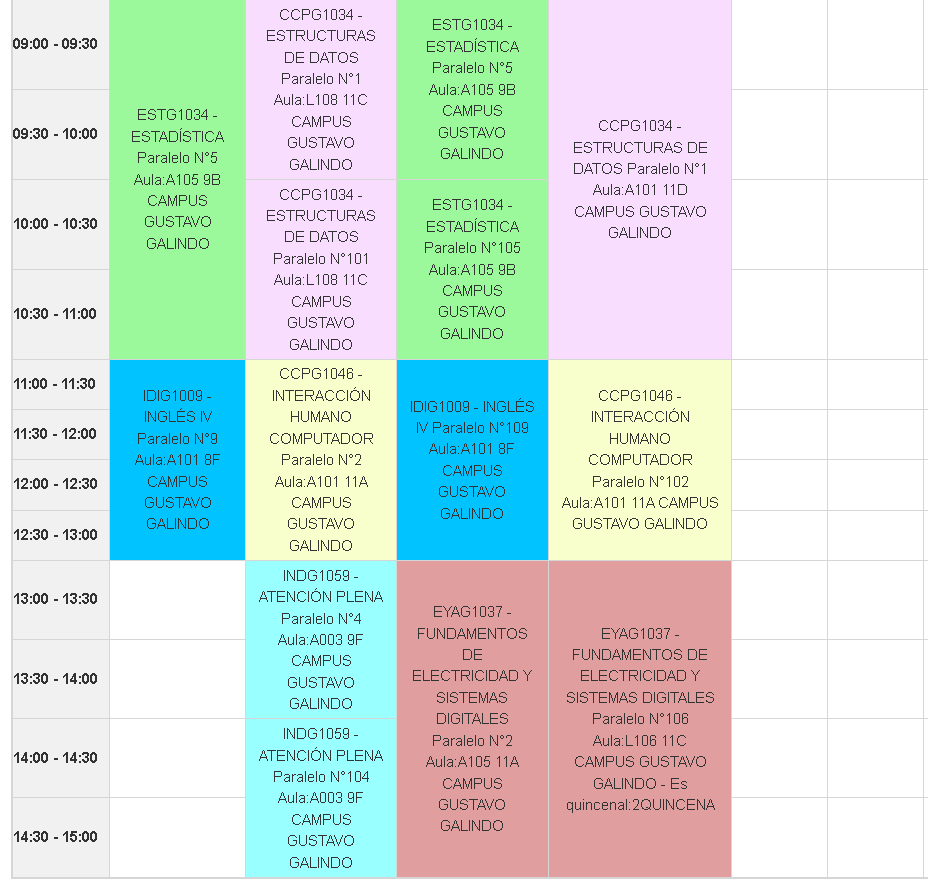 09:00 - 09:30
09:30 - 10:00
10:00 - 10:30
10:30 - 11:00
11:00 - 11:30
11:30 - 12:00
12:00 - 12:30
12:30 - 13:00
13:00 - 13:30
13:30 - 14:00
14:00 - 14:30
14:30 - 15:00
ESTG1034 -
ESTADÍSTICA
Paralelo N°5
Aula:A105 9B
CAMPUS
GUSTAVO
GALINDO
IDIG1009 -
INGLÉS IV
Paralelo N°9
Aula:A101 8F
CAMPUS
GUSTAVO
GALINDO
CCPG1034 -
ESTRUCTURAS
DE DATOS
Paralelo N°1
Aula:L108 11C
CAMPUS
GUSTAVO
GALINDO
CCPG1034 -
ESTRUCTURAS
DE DATOS
Paralelo N°101
Aula:L108 11C
CAMPUS
GUSTAVO
GALINDO
CCPG1046 -
INTERACCIÓN
HUMANO
COMPUTADOR
Paralelo N°2
Aula:A101 11A
CAMPUS
GUSTAVO
GALINDO
INDG1059 -
ATENCIÓN PLENA
Paralelo N°4
Aula:A003 9F
CAMPUS
GUSTAVO
GALINDO
INDG1059 -
ATENCIÓN PLENA
Paralelo N°104
Aula:A003 9F
CAMPUS
GUSTAVO
GALINDO
ESTG1034 -
ESTADÍSTICA
Paralelo N°5
Aula:A105 9B
CAMPUS
GUSTAVO
GALINDO
ESTG1034 -
ESTADÍSTICA
Paralelo N°105
Aula:A105 9B
CAMPUS
GUSTAVO
GALINDO
IDIG1009 - INGLÉS
IV Paralelo N°109
Aula:A101 8F
CAMPUS
GUSTAVO
GALINDO
EYAG1037 -
FUNDAMENTOS
DE
ELECTRICIDAD Y
SISTEMAS
DIGITALES
Paralelo N°2
Aula:A105 11A
CAMPUS
GUSTAVO
GALINDO
CCPG1034 -
ESTRUCTURAS DE
DATOS Paralelo N°1
Aula:A101 11D
CAMPUS GUSTAVO
GALINDO
CCPG1046 -
INTERACCIÓN
HUMANO
COMPUTADOR
Paralelo N°102
Aula:A101 11A CAMPUS
GUSTAVO GALINDO
EYAG1037 -
FUNDAMENTOS DE
ELECTRICIDAD Y
SISTEMAS DIGITALES
Paralelo N°106
Aula:L106 11C
CAMPUS GUSTAVO
GALINDO - Es
quincenal:2QUINCENA